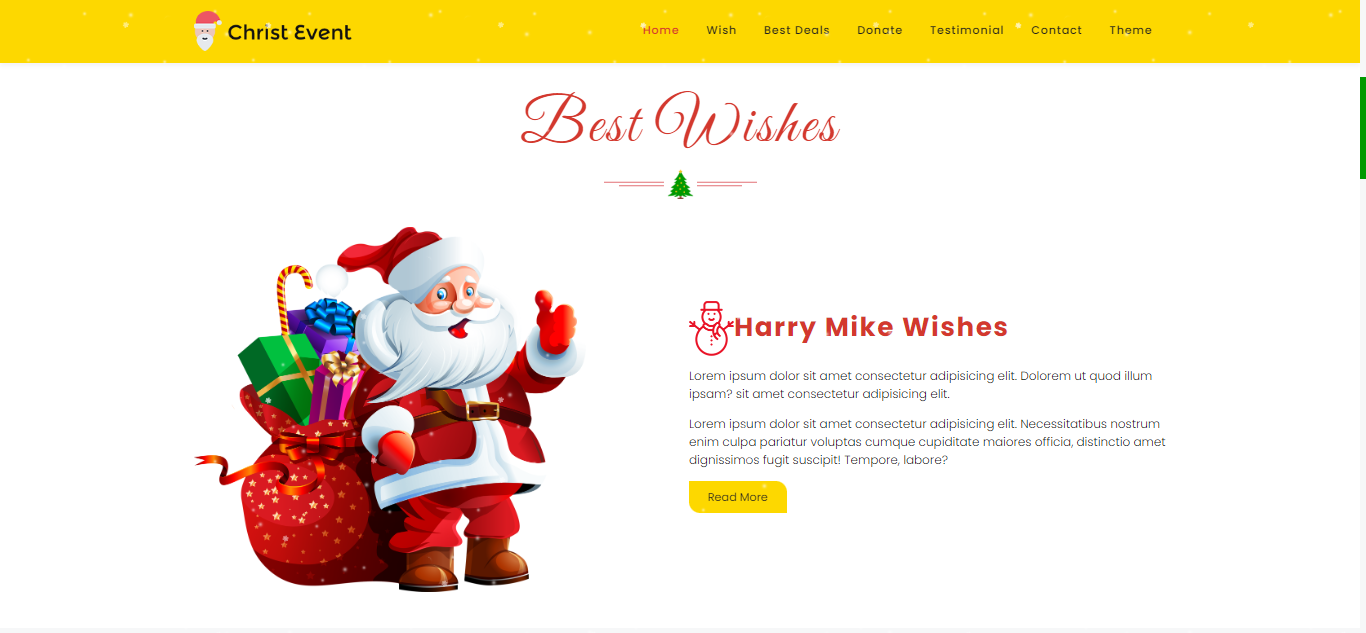 Christ Event
Home Wish Best Deals Donate Testimonial Contact Theme
Best Wishes
Harry Mike Wishes
Lorem ipsum dolor sit amet consectetur adipisicing elit. Dolorem ut quod illum
ipsam? sit amet consectetur adipisicing elit.
Lorem ipsum dolor sit amet consectetur adipisicing elit. Necessitatibus nostrum
enim culpa pariatur voluptas cumque cupiditate maiores officia, distinctio amet
dignissimos fugit suscipit! Tempore, labore?
Read More